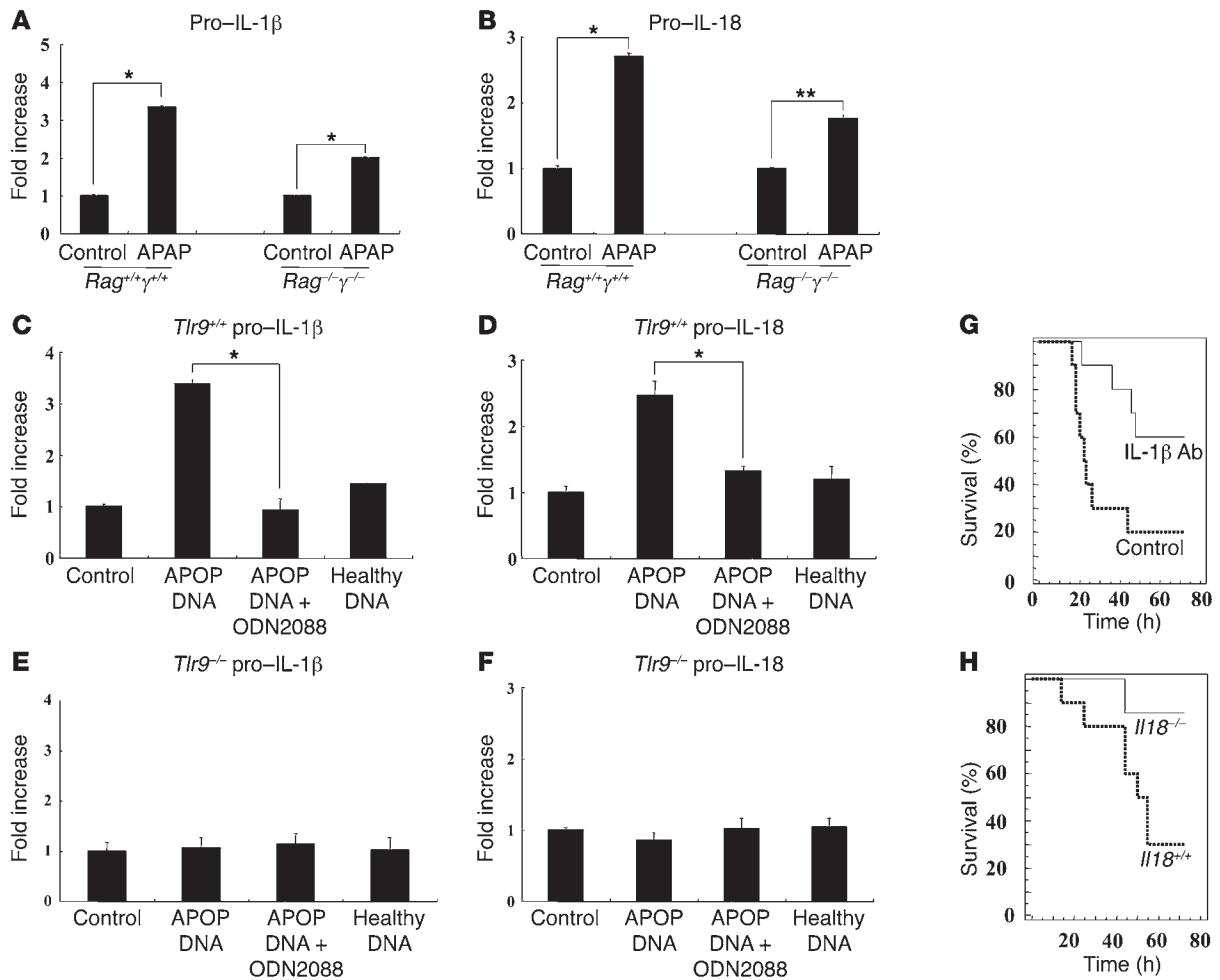 A
Pro–IL-1β
Fold increase
5
4
3
2
1
0
*
*
Control APAP
Control APAP
Rag+/+γ+/+
Rag–/–γ–/–
B
Pro–IL-18
Fold increase
3
2
1
0
*
**
Control APAP
Control APAP
Rag+/+γ+/+
Rag–/–γ–/–
C
Tlr9+/+ pro–IL-1β
Fold increase
4
3
2
1
0
*
Control
APOP
DNA
APOP
DNA +
ODN2088
Healthy
DNA
D
Tlr9+/+ pro–IL-18
Fold increase
3
2
1
0
*
Control
APOP
DNA
APOP
DNA +
ODN2088
Healthy
DNA
G
Survival (%)
80
60
40
20
0
IL-1β Ab
Control
0 20 40 60 80
Time (h)
E
Tlr9–/– pro–IL-1β
Fold increase
4
3
2
1
0
Control
APOP
DNA
APOP
DNA +
ODN2088
Healthy
DNA
F
Tlr9–/– pro–IL-18
Fold increase
3
2
1
0
Control
APOP
DNA
APOP
DNA +
ODN2088
Healthy
DNA
H
Survival (%)
80
60
40
20
0
Il18–/–
Il18+/+
20 40 60 80
Time (h)